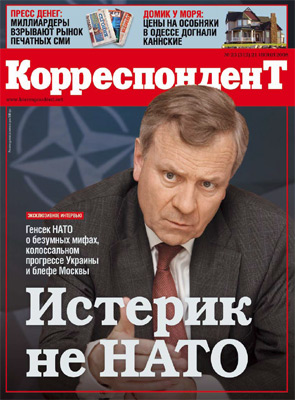 ПРЕСС ДЕНЕГ:
МИЛЛИАРДЕРЫ
ВЗРЫВАЮТ РЫНОК
ПЕЧАТНЫХ СМИ
ДОМИК У МОРЯ:
ЦЕНЫ НА ОСОБНЯКИ
В ОДЕССЕ ДОГНАЛИ
КАННСКИЕ
КорреспонденТ
ЭКСКЛЮЗИВНОЕ ИНТЕРВЬЮ
Генсек НАТО
о безумных мифах,
колоссальном
прогрессе Украины
и блефе Москвы
Истерик
не НАТО